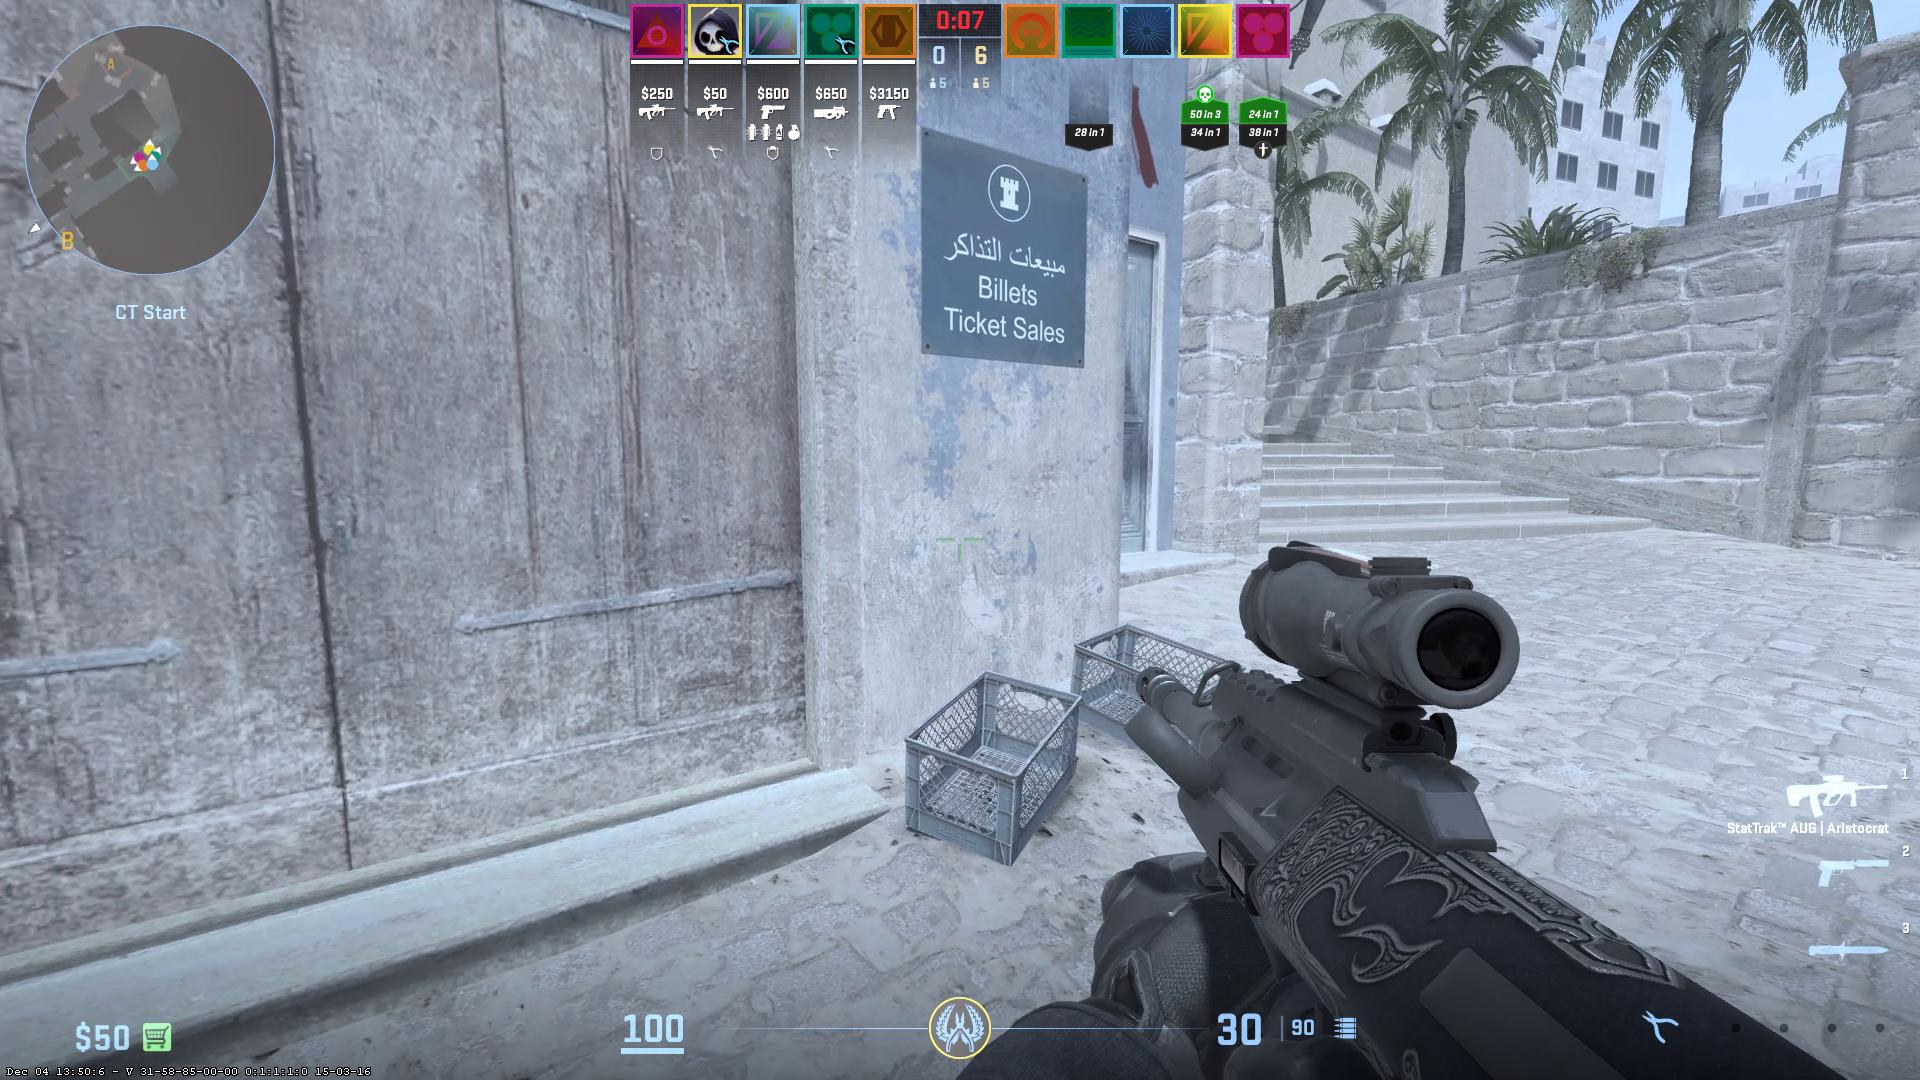 0:07
0 6
5 5
A
B
CT Start
$250 $50 $600 $650 $3150
28 in 1
50 in 3
34 in 1
24 in 1
38 in 1
مبيعات التذاكر
Billets
Ticket Sales
1
StatTrak™ AUG | Aristocrat
2
3
$50
100
30 | 90
Dec 04 13:50:6 - V 31-58-85-00-00 0:1:1:1:0 15-03-16